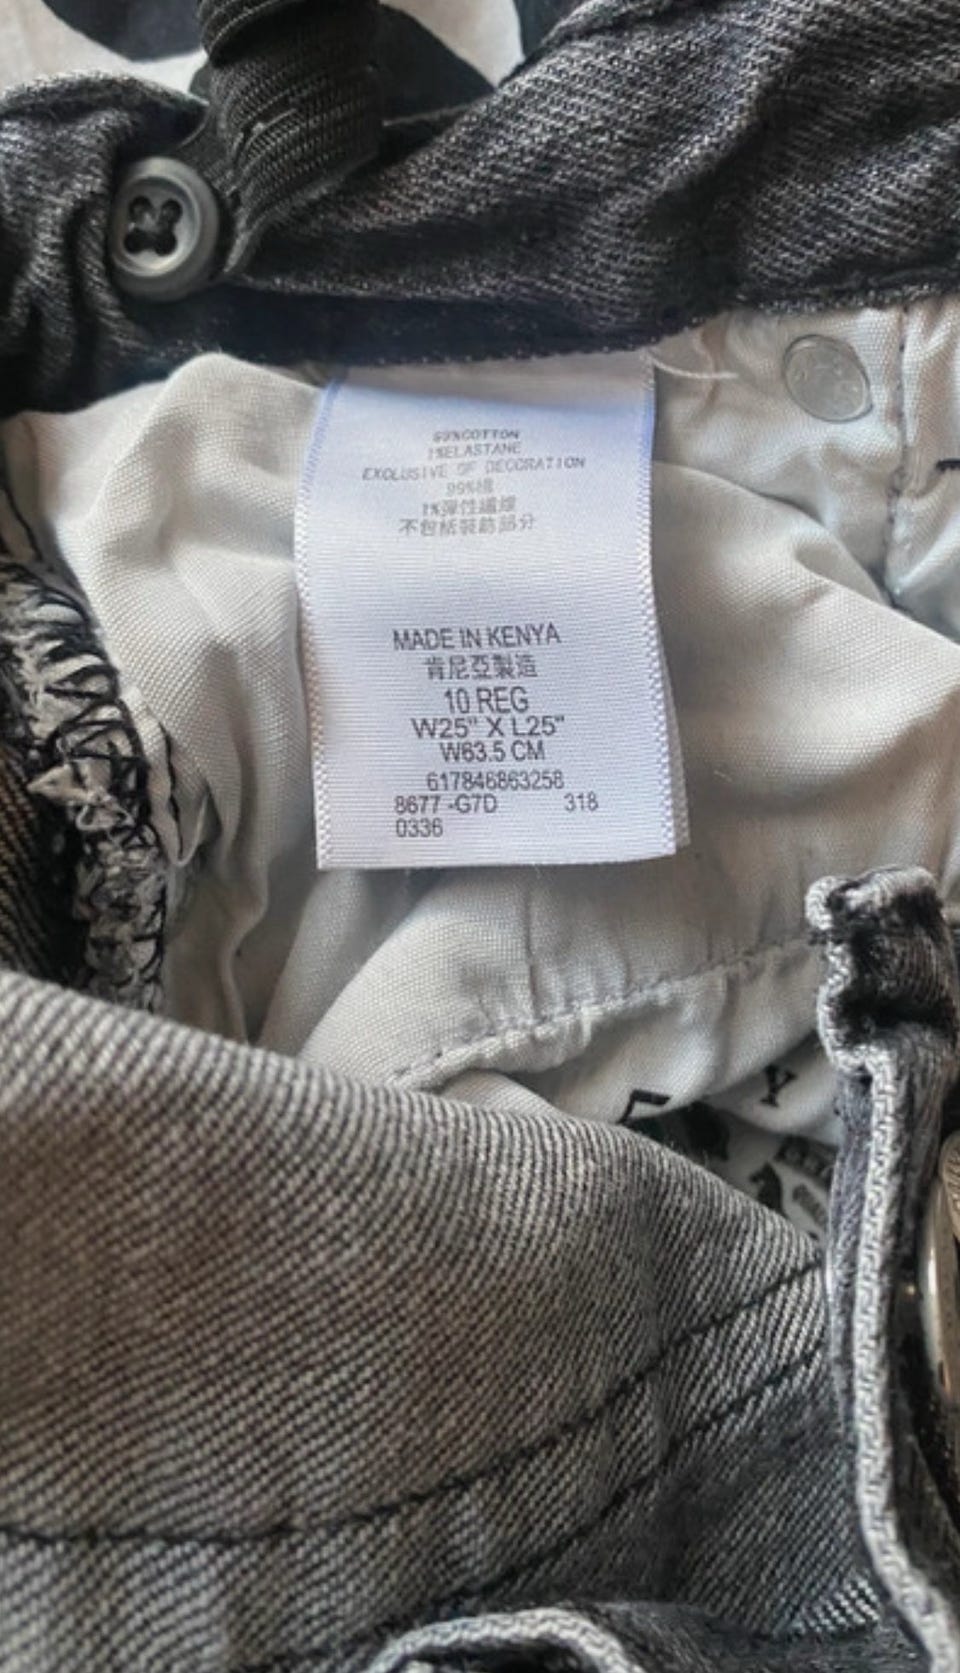 99%COTTON
1%ELASTANE
EXCLUSIVE OF DECORATION
99%棉
1%彈性纖維
不包括裝飾部分
MADE IN KENYA
肯尼亞製造
10 REG
W25" X L25"
W63.5 CM
617846863258
8677 -G7D 318
0336
Y